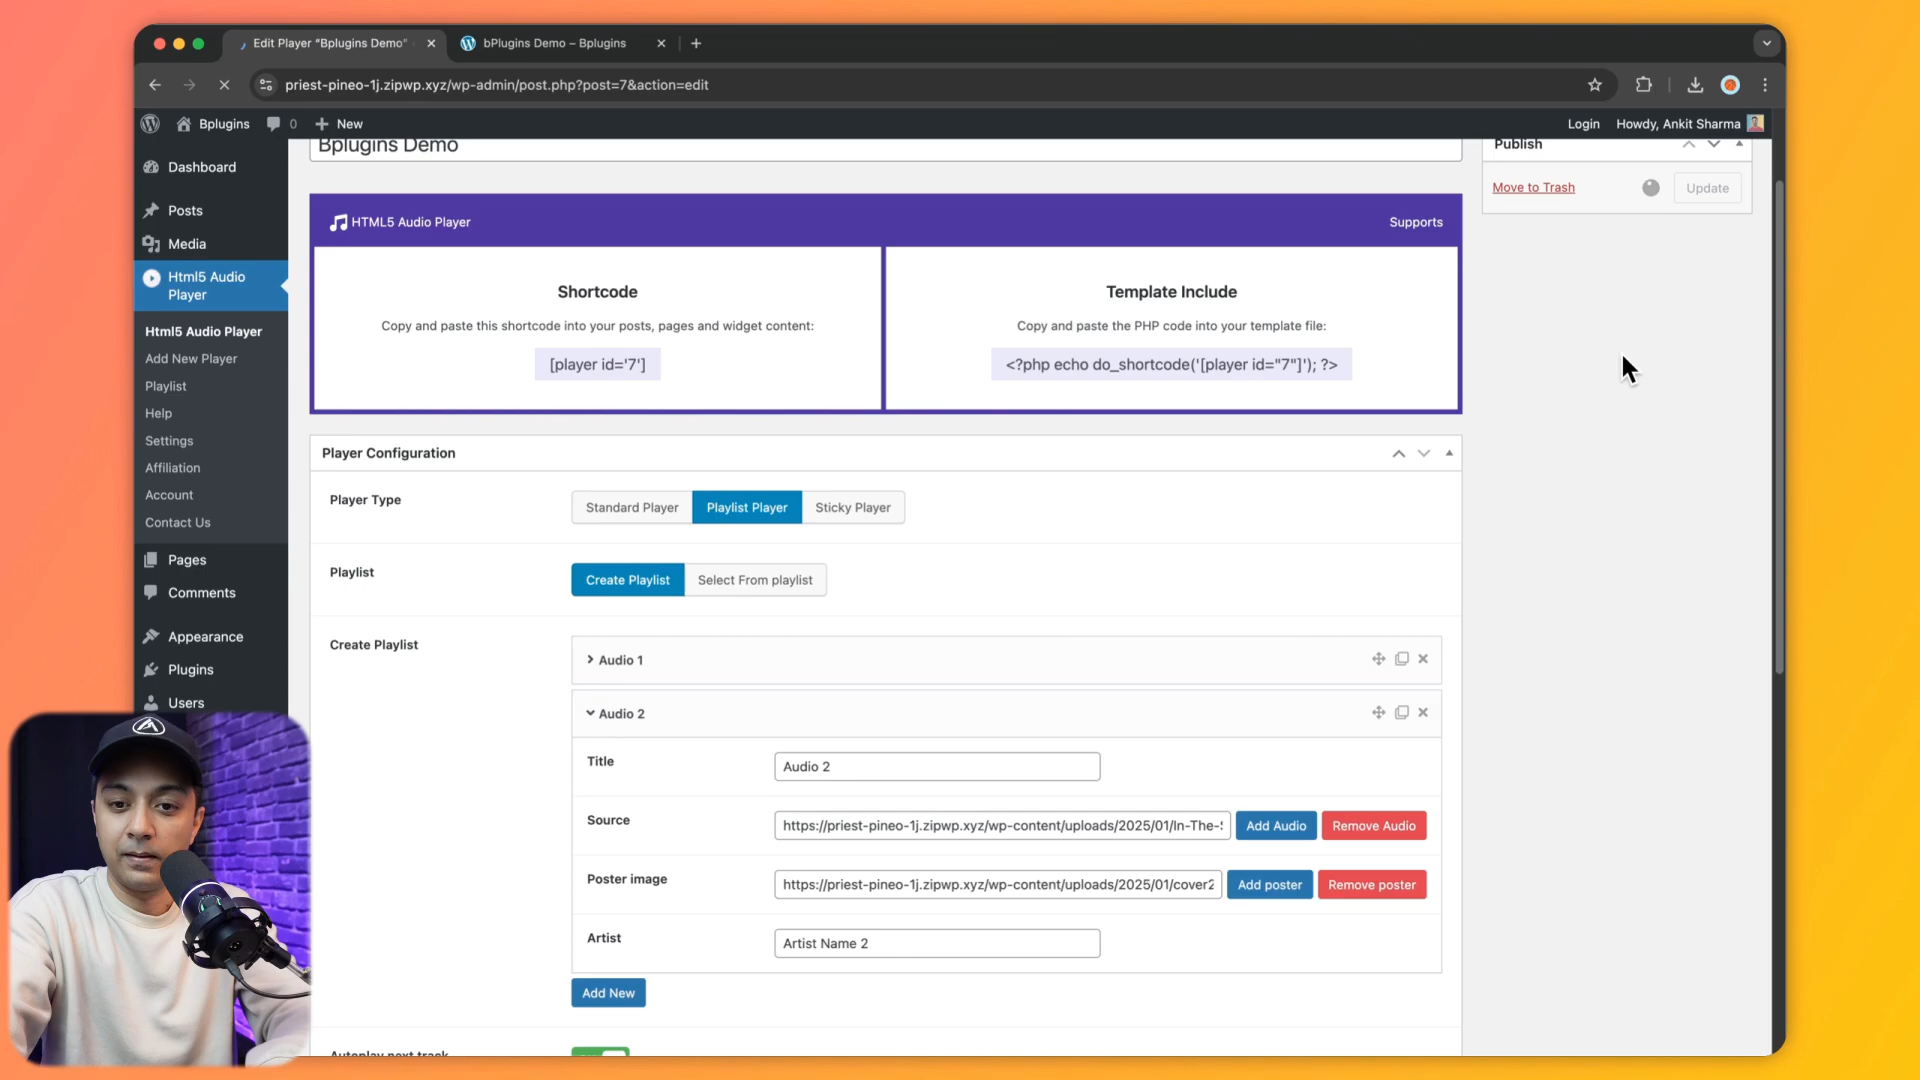 Edit Player “Bplugins Demo”
bPlugins Demo – Bplugins
priest-pineo-1j.zipwp.xyz/wp-admin/post.php?post=7&action=edit
Bplugins
0
New
Login
Howdy, Ankit Sharma
Dashboard
Posts
Media
Html5 Audio
Player
Html5 Audio Player
Add New Player
Playlist
Help
Settings
Affiliation
Account
Contact Us
Pages
Comments
Appearance
Plugins
Users
Bplugins Demo
Publish
Move to Trash
Update
HTML5 Audio Player
Supports
Shortcode
Copy and paste this shortcode into your posts, pages and widget content:
[player id='7']
Template Include
Copy and paste the PHP code into your template file:
<?php echo do_shortcode('[player id="7"]'); ?>
Player Configuration
Player Type
Standard Player
Playlist Player
Sticky Player
Playlist
Create Playlist
Select From playlist
Create Playlist
Audio 1
Audio 2
Title
Audio 2
Source
https://priest-pineo-1j.zipwp.xyz/wp-content/uploads/2025/01/In-The-
Add Audio
Remove Audio
Poster image
https://priest-pineo-1j.zipwp.xyz/wp-content/uploads/2025/01/cover2
Add poster
Remove poster
Artist
Artist Name 2
Add New
Autoplay next track